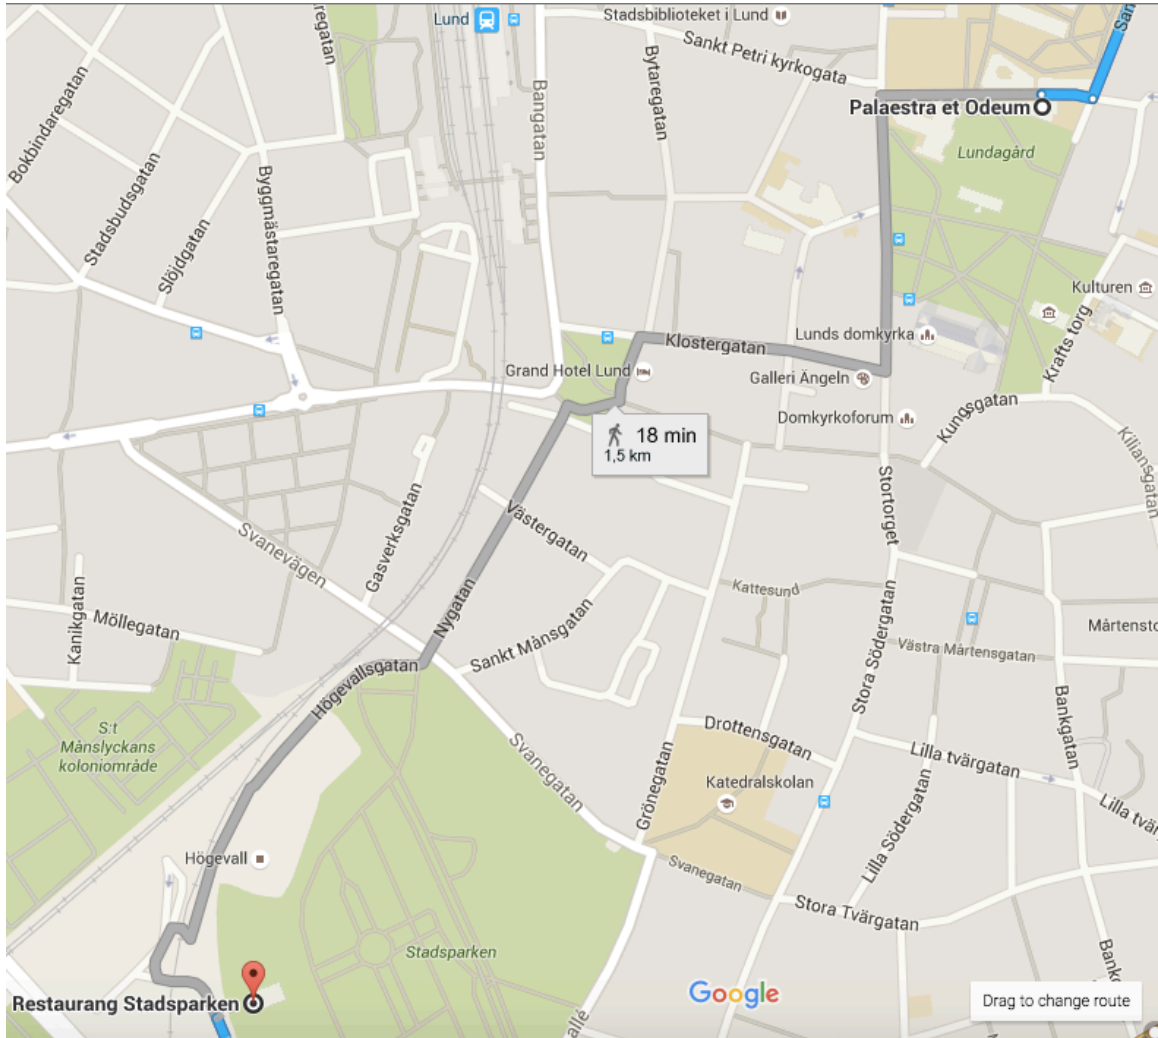 Lund
Stadsbiblioteket i Lund
Sankt Petri kyrkogata
Bytaregatan
Bangatan
Bokbindaregatan
Stadsbudsgatan
Slöjdgatan
Byggmästaregatan
Palaestra et Odeum
Lundagård
Kulturen
Krafts torg
Lunds domkyrka
Klostergatan
Grand Hotel Lund
Galleri Ängeln
Domkyrkoforum
Kungsgatan
Kiliansgatan
18 min
1,5 km
Stortorget
Västergatan
Gasverksgatan
Svanevägen
Nygatan
Kattesund
Sankt Månsgatan
Kanikgatan
Möllegatan
Högevallsgatan
Stora Södergatan
Västra Mårtensgatan
Mårtensto
Bankgatan
S:t
Månslyckans
koloniområde
Svanegatan
Grönegatan
Drottensgatan
Katedralskolan
Lilla tvärgatan
Lilla tvär
Lilla Södergatan
Högevall
Svanegatan
Stora Tvärgatan
Stadsparken
Restaurang Stadsparken
Google
Drag to change route